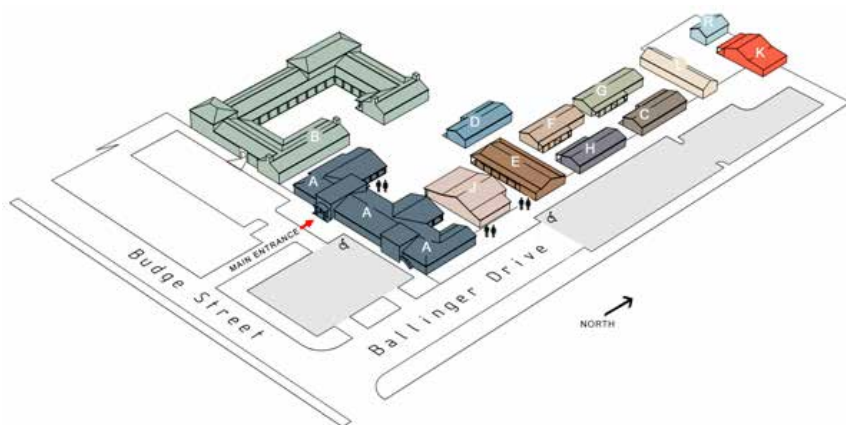 R
K
G
C
D
F
H
B
E
A
J
A
A
MAIN ENTRANCE
Budge Street
Ballinger Drive
NORTH